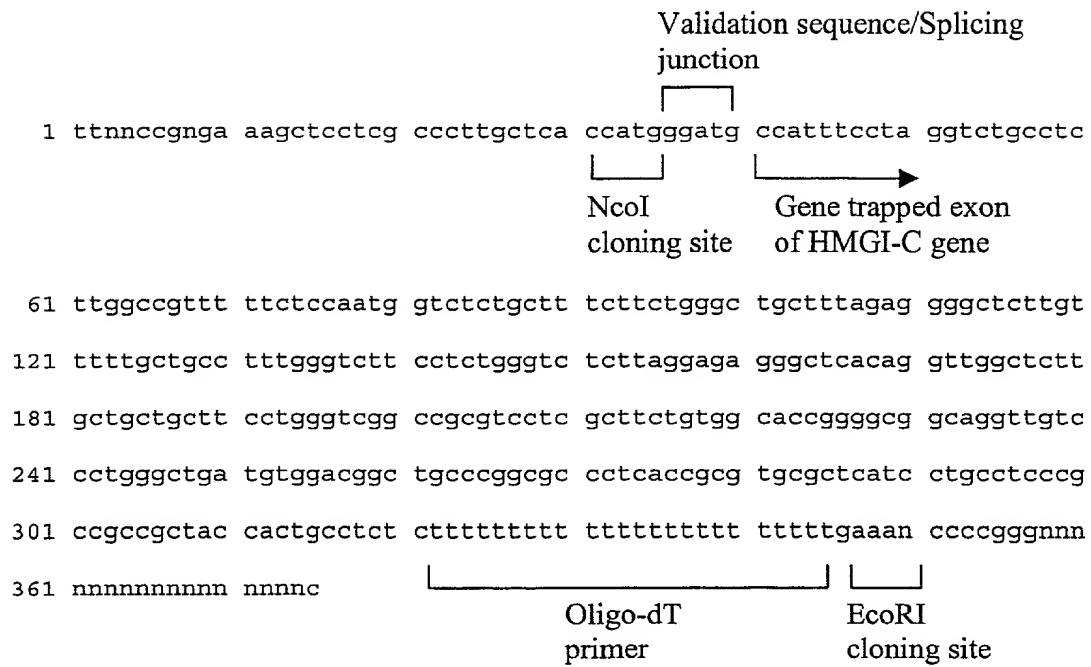 Validation sequence/Splicing
junction
1 ttnnccgnga aagctcctcg cccttgctca ccatgggatg ccatttccta ggtctgcctc
NcoI
cloning site
Gene trapped exon
of HMGI-C gene
61 ttggccgttt ttctccaatg gtctctgctt tcttctgggc tgctttagag gggctcttgt
121 ttttgctgcc tttgggtctt cctctgggtc tcttaggaga gggctcacag gttggctctt
181 gctgctgctt cctgggtcgg ccgcgtcctc gcttctgtgg caccggggcg gcaggttgtc
241 cctgggctga tgtggacggc tgcccggcgc cctcaccgcg tgcgctcatc ctgcctcccg
301 ccgccgctac cactgcctct cttttttttt tttttttttt tttttgaaan ccccgggnnn
361 nnnnnnnnnn nnnnc
Oligo-dT
primer
EcoRI
cloning site